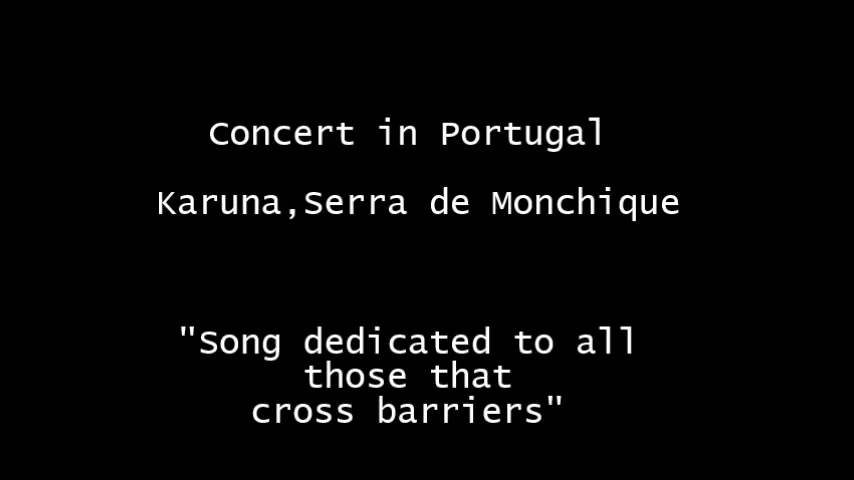 Concert in Portugal
Karuna,Serra de Monchique
"Song dedicated to all
those that
cross barriers"